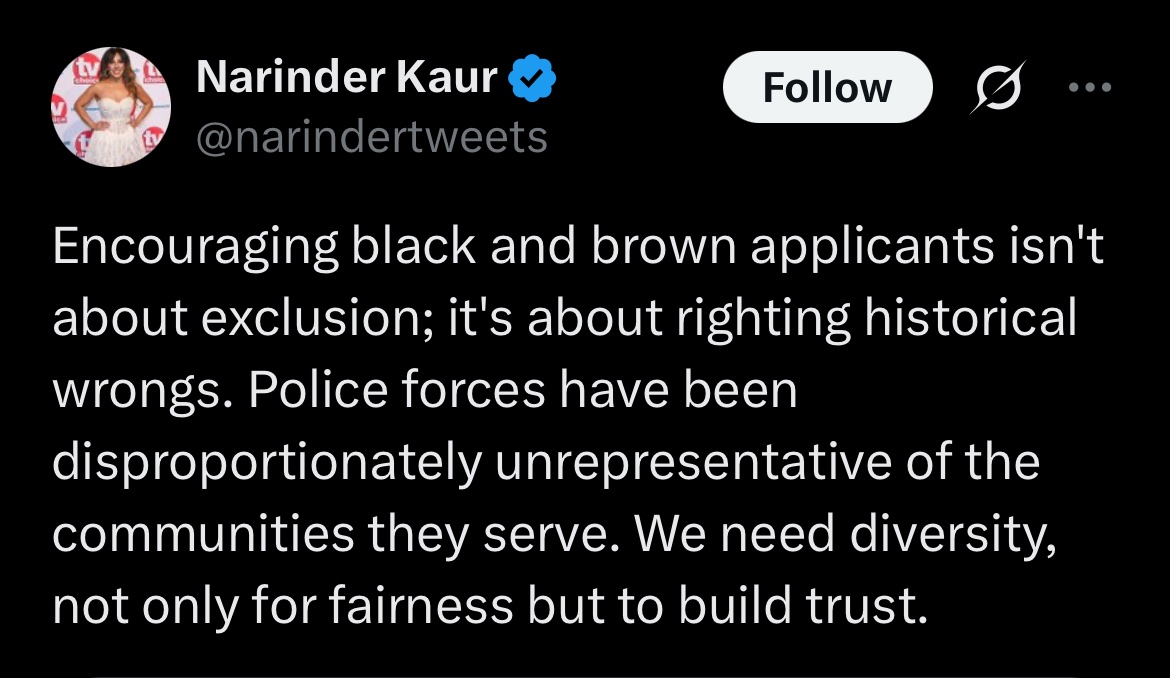 Narinder Kaur
@narindertweets
Follow
Encouraging black and brown applicants isn't
about exclusion; it's about righting historical
wrongs. Police forces have been
disproportionately unrepresentative of the
communities they serve. We need diversity,
not only for fairness but to build trust.